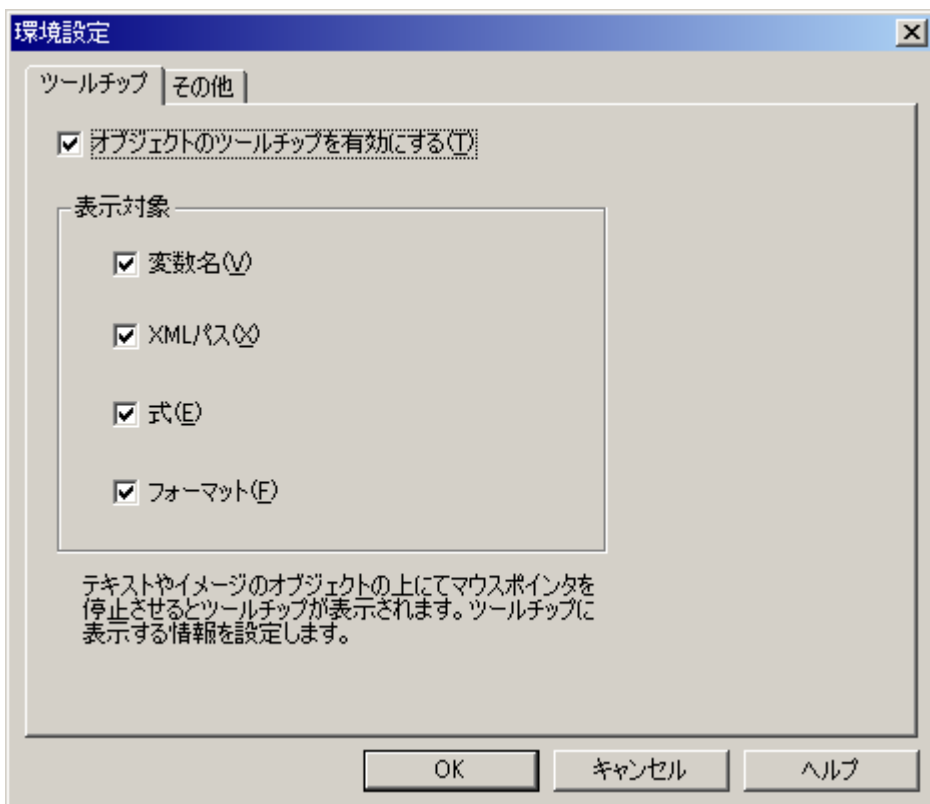 環境設定
ツールチップ
その他
オブジェクトのツールチップを有効にする(T)
表示対象
変数名(V)
XMLパス(X)
式(E)
フォーマット(F)
テキストやイメージのオブジェクトの上にてマウスポインタを
停止させるとツールチップが表示されます。ツールチップに
表示する情報を設定します。
OK
キャンセル
ヘルプ